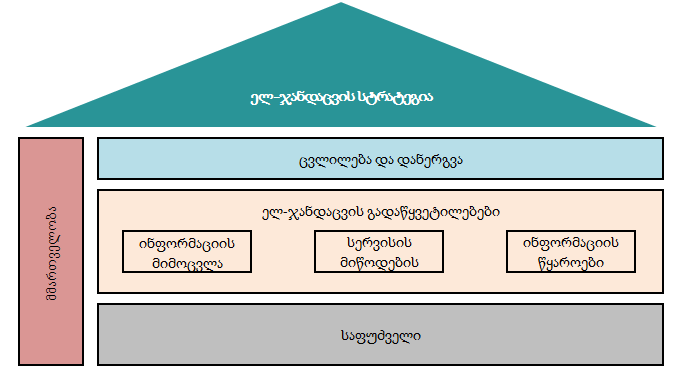 ელ-ჯანდაცვის სტრატეგია
ცვლილება და დანერგვა
მმართველობა
ელ-ჯანდაცვის გადაწყვეტილებები
ინფორმაციის
მიმოცვლა
სერვისის
მიწოდების
ინფორმაციის
წყაროები
საფუძველი